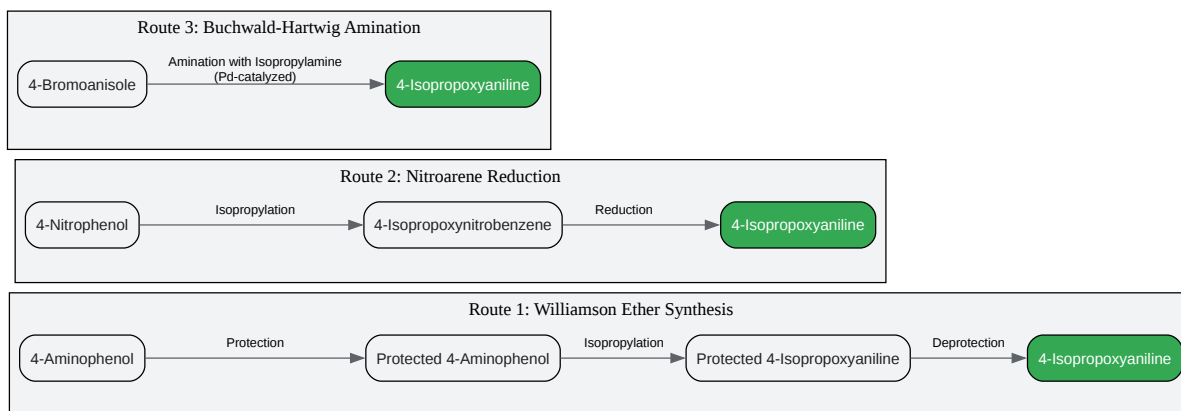 Route 3: Buchwald-Hartwig Amination
4-Bromoanisole
Amination with Isopropylamine
(Pd-catalyzed)
4-Isopropoxyaniline
Route 2: Nitroarene Reduction
4-Nitrophenol
Isopropylation
4-Isopropoxynitrobenzene
Reduction
4-Isopropoxyaniline
Route 1: Williamson Ether Synthesis
4-Aminophenol
Protection
Protected 4-Aminophenol
Isopropylation
Protected 4-Isopropoxyaniline
Deprotection
4-Isopropoxyaniline